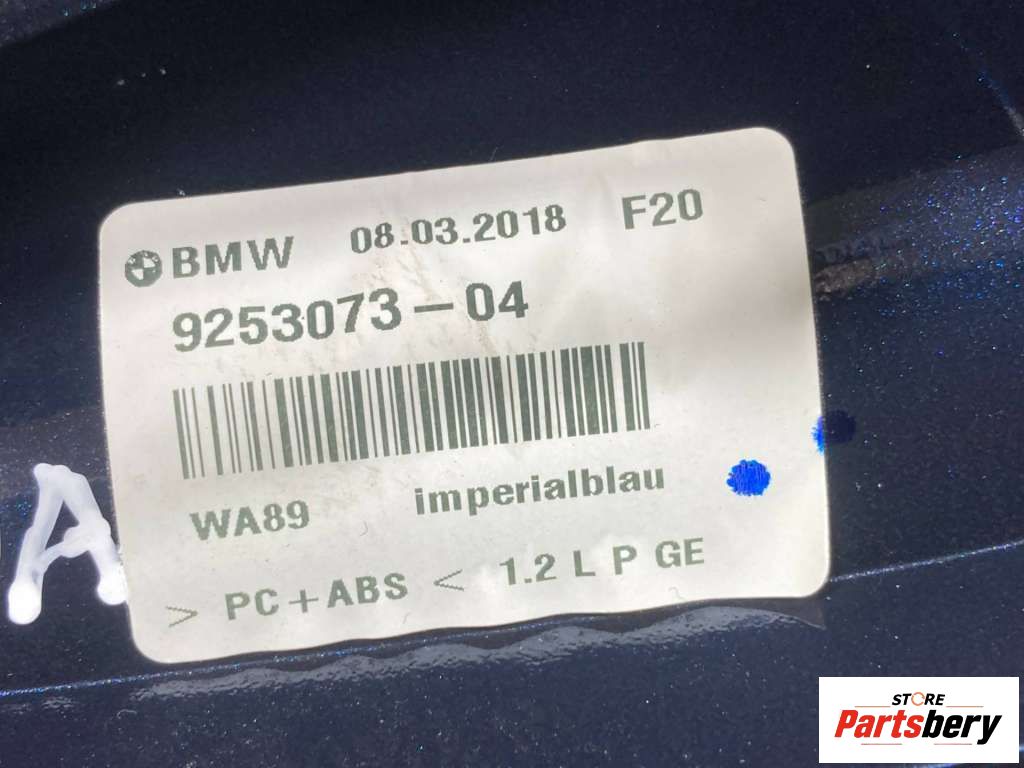 BMW 08.03.2018 F20
9253073-04
WA89 imperialblau
> PC+ABS < 1.2 L P GE
A
STORE
Partsbery